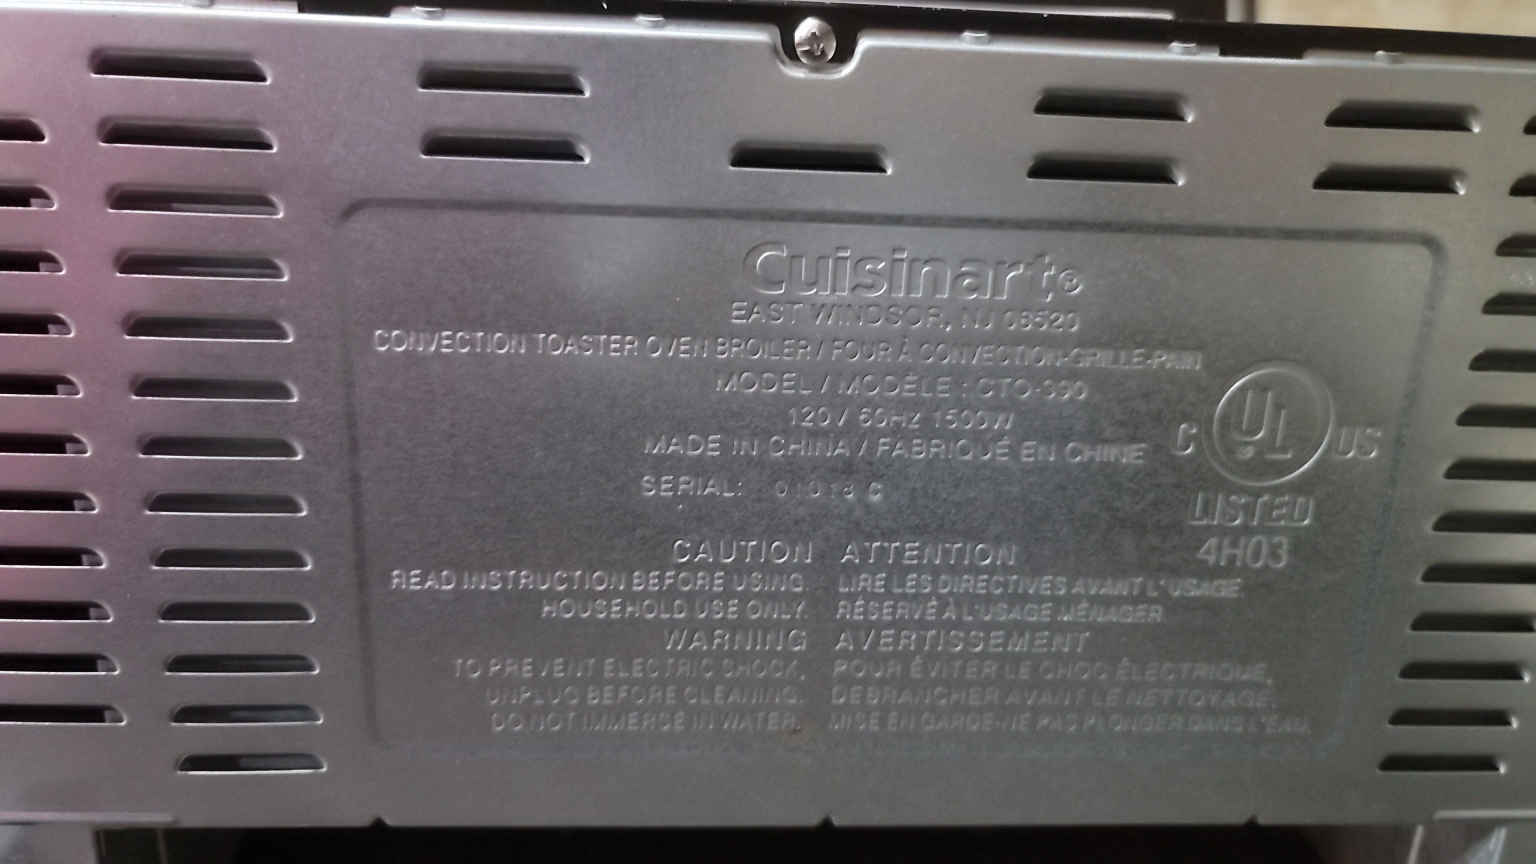 Cuisinart®
EAST WINDSOR, NJ 08520
CONVECTION TOASTER OVEN BROILER / FOUR À CONVECTION-GRILLE-PAIN
MODEL / MODÈLE : CTO-390
120V 60HZ 1500W
MADE IN CHINA / FABRIQUÉ EN CHINE
SERIAL:
C UL US
LISTED
4H03
CAUTION ATTENTION
READ INSTRUCTION BEFORE USING. LIRE LES DIRECTIVES AVANT L'USAGE.
HOUSEHOLD USE ONLY. RÉSERVÉ À L'USAGE MÉNAGER.
WARNING AVERTISSEMENT
TO PREVENT ELECTRIC SHOCK, POUR ÉVITER LE CHOC ÉLECTRIQUE,
UNPLUG BEFORE CLEANING. DEBRANCHER AVANT LE NETTOYAGE.
DO NOT IMMERSE IN WATER. MISE EN GARDE-NE PAS PLONGER DANS L'EAU.